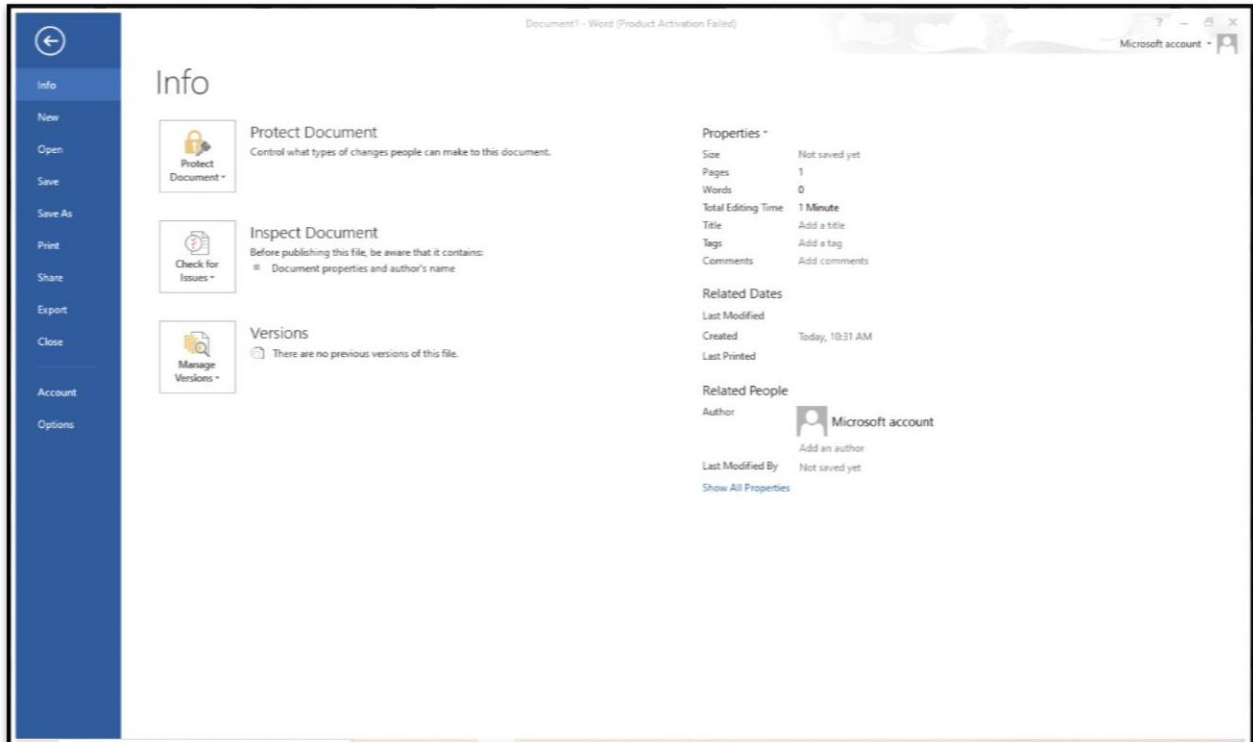 Document1 - Word (Product Activation Failed)
?
Microsoft account
Info
New
Open
Save
Save As
Print
Share
Export
Close
Account
Options
Info
Protect Document
Protect Document
Control what types of changes people can make to this document.
Check for Issues
Inspect Document
Before publishing this file, be aware that it contains:
Document properties and author's name
Manage Versions
Versions
There are no previous versions of this file.
Properties
Size Not saved yet
Pages 1
Words 0
Total Editing Time 1 Minute
Title Add a title
Tags Add a tag
Comments Add comments
Related Dates
Last Modified
Created Today, 10:31 AM
Last Printed
Related People
Author Microsoft account
Add an author
Last Modified By Not saved yet
Show All Properties